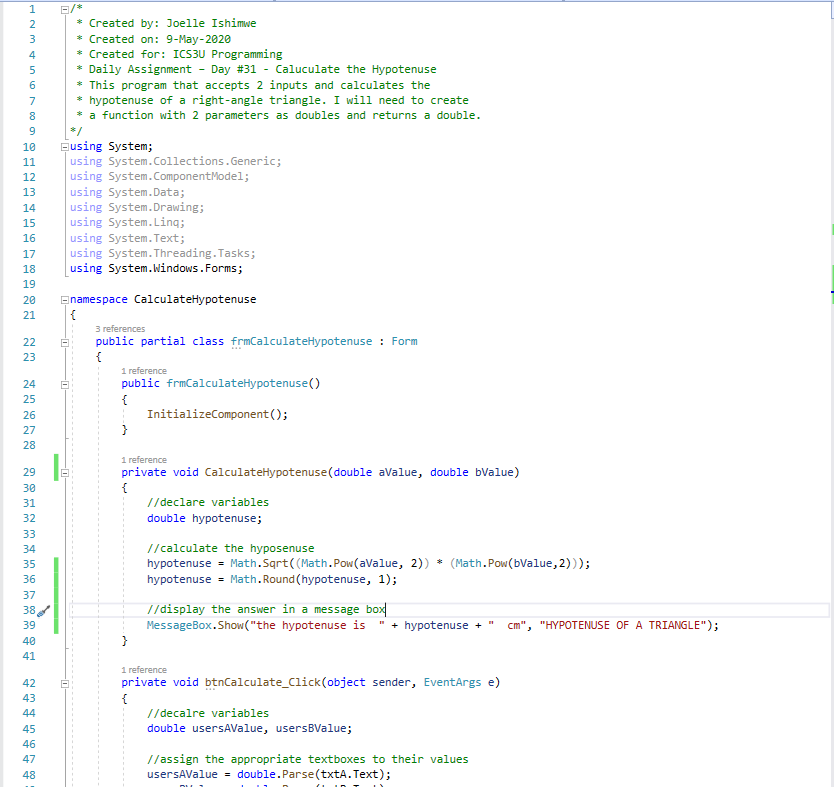 1 /*
2 * Created by: Joelle Ishimwe
3 * Created on: 9-May-2020
4 * Created for: ICS3U Programming
5 * Daily Assignment – Day #31 - Caluculate the Hypotenuse
6 * This program that accepts 2 inputs and calculates the
7 * hypotenuse of a right-angle triangle. I will need to create
8 * a function with 2 parameters as doubles and returns a double.
9 */
10 using System;
11 using System.Collections.Generic;
12 using System.ComponentModel;
13 using System.Data;
14 using System.Drawing;
15 using System.Linq;
16 using System.Text;
17 using System.Threading.Tasks;
18 using System.Windows.Forms;
19
20 namespace CalculateHypotenuse
21 {
3 references
22 public partial class frmCalculateHypotenuse : Form
23 {
1 reference
24 public frmCalculateHypotenuse()
25 {
26 InitializeComponent();
27 }
28
1 reference
29 private void CalculateHypotenuse(double aValue, double bValue)
30 {
31 //declare variables
32 double hypotenuse;
33
34 //calculate the hyposenuse
35 hypotenuse = Math.Sqrt((Math.Pow(aValue, 2)) * (Math.Pow(bValue,2)));
36 hypotenuse = Math.Round(hypotenuse, 1);
37
38 //display the answer in a message box
39 MessageBox.Show("the hypotenuse is  " + hypotenuse + "  cm", "HYPOTENUSE OF A TRIANGLE");
40 }
41
1 reference
42 private void btnCalculate_Click(object sender, EventArgs e)
43 {
44 //decalre variables
45 double usersAValue, usersBValue;
46
47 //assign the appropriate textboxes to their values
48 usersAValue = double.Parse(txtA.Text);